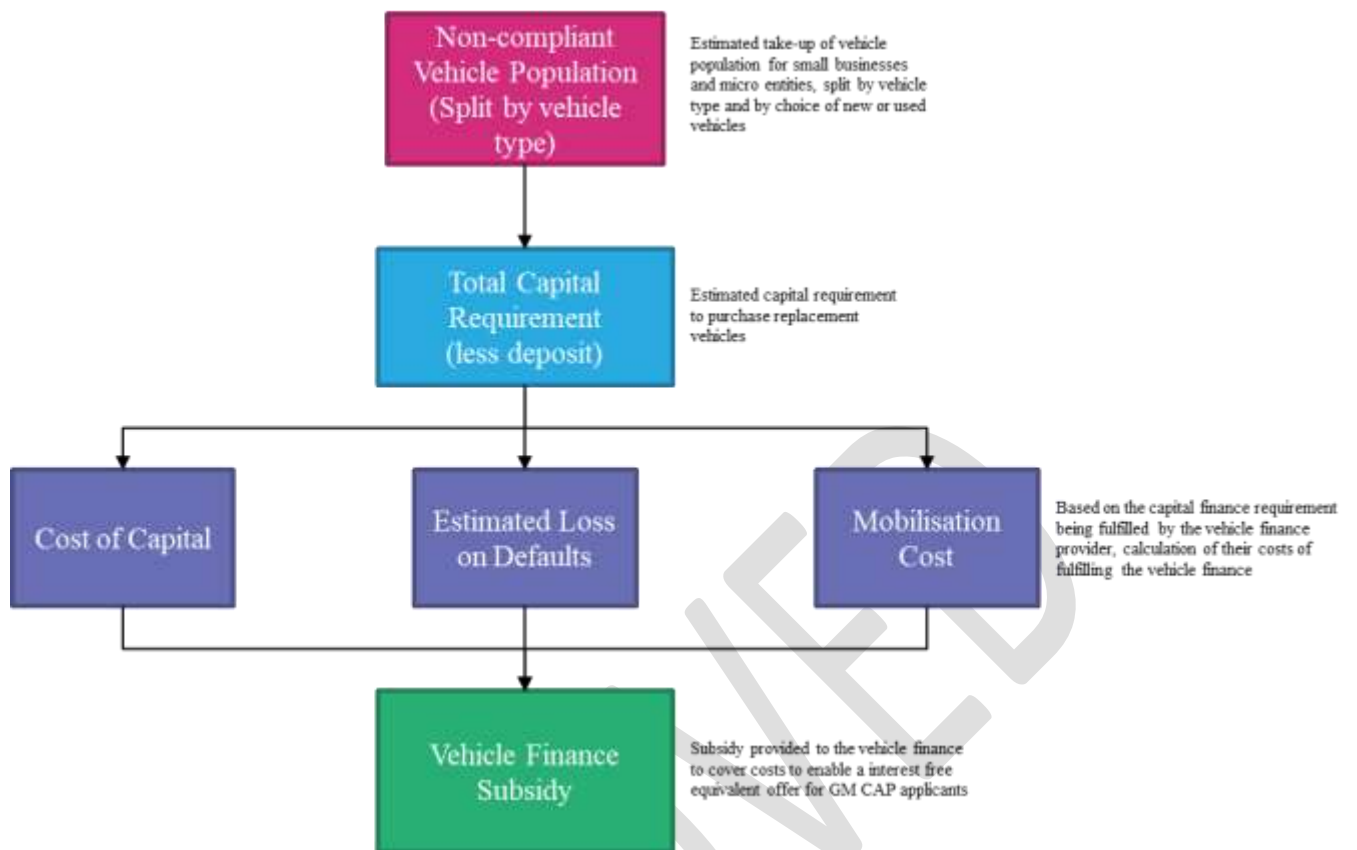 Non-compliant
Vehicle Population
(Split by vehicle
type)
Estimated take-up of vehicle
population for small businesses
and micro entities, split by vehicle
type and by choice of new or used
vehicles
Total Capital
Requirement
(less deposit)
Estimated capital requirement
to purchase replacement
vehicles
Cost of Capital
Estimated Loss
on Defaults
Mobilisation
Cost
Based on the capital finance requirement
being fulfilled by the vehicle finance
provider, calculation of their costs of
fulfilling the vehicle finance
Vehicle Finance
Subsidy
Subsidy provided to the vehicle finance
to cover costs to enable a interest free
equivalent offer for GM CAP applicants